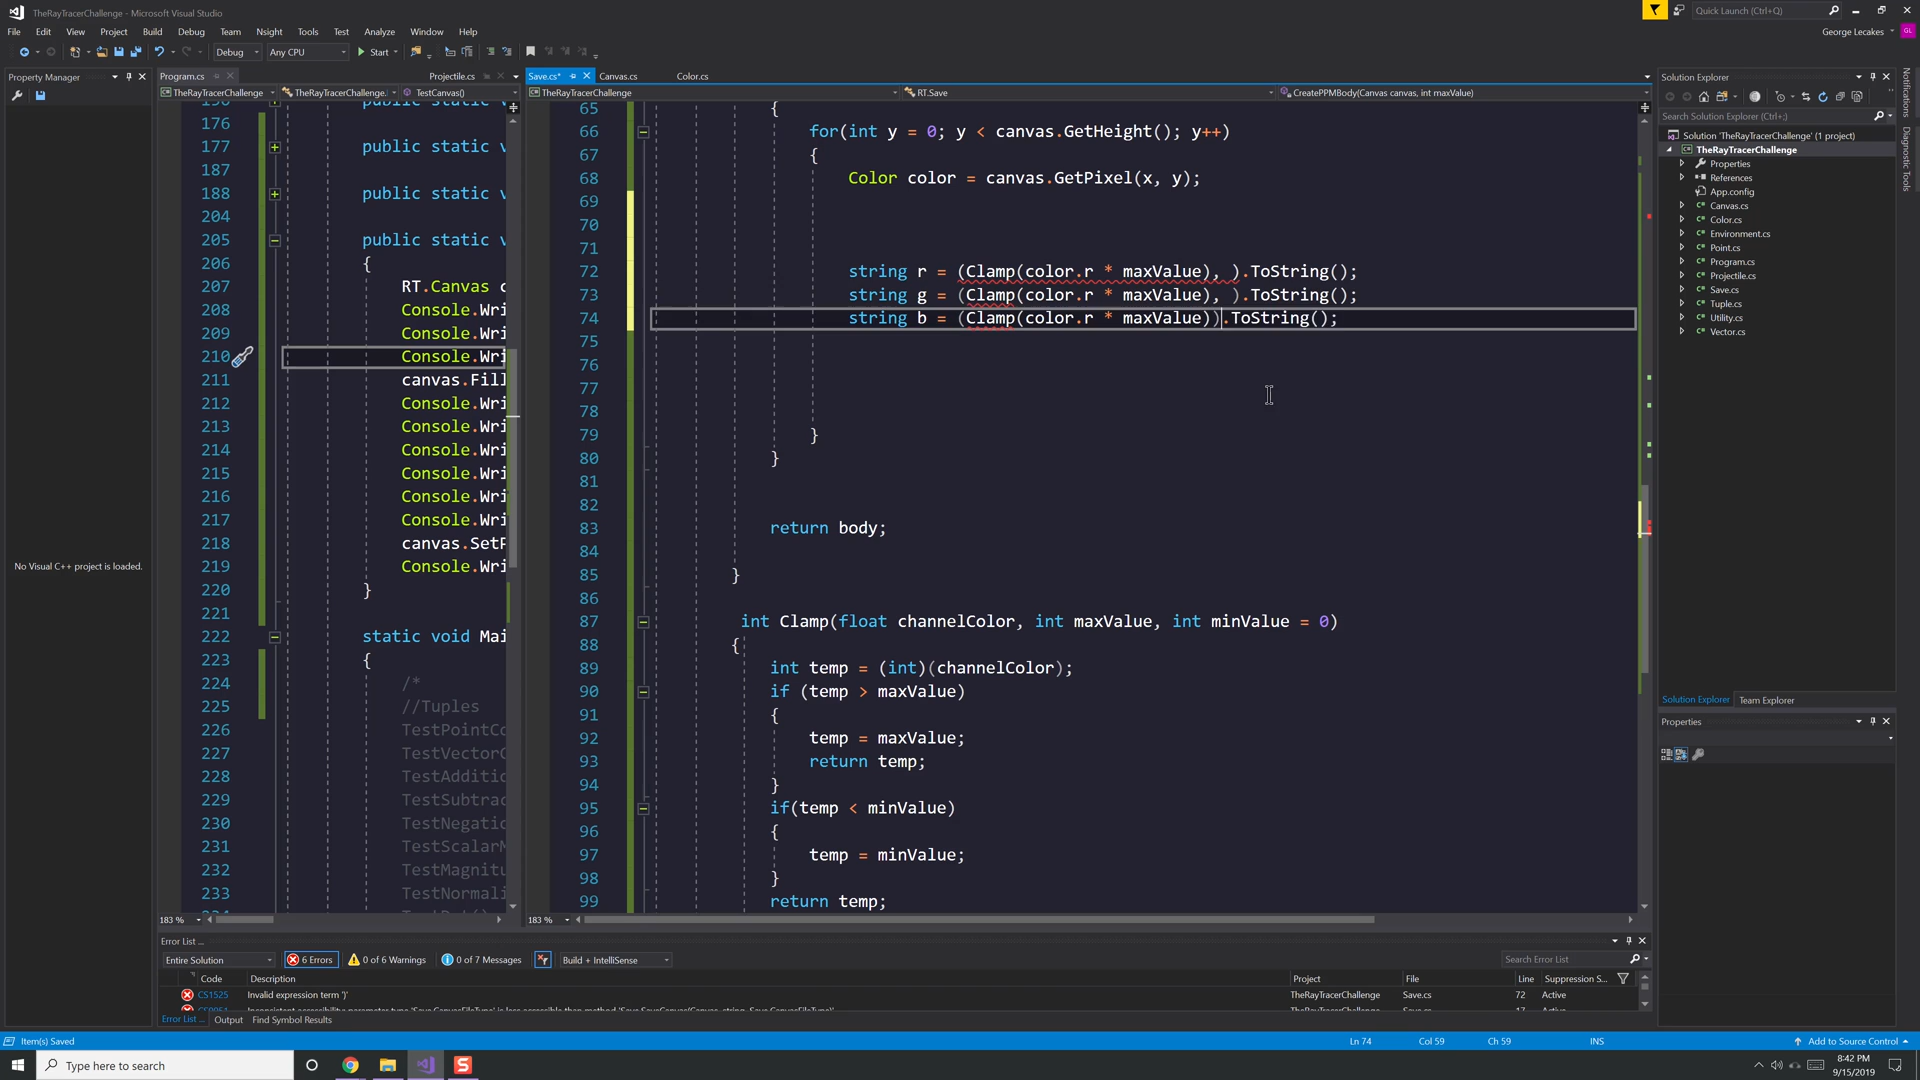 TheRayTracerChallenge - Microsoft Visual Studio
Quick Launch (Ctrl+Q)
File Edit View Project Build Debug Team Nsight Tools Test Analyze Window Help
George Lecakes GL
Debug Any CPU Start
Property Manager
Program.cs Projectile.cs Save.cs* Canvas.cs Color.cs
Solution Explorer
TheRayTracerChallenge TheRayTracerChallenge. TestCanvas()
TheRayTracerChallenge RT.Save CreatePPMBody(Canvas canvas, int maxValue)
Search Solution Explorer (Ctrl+;)
Solution 'TheRayTracerChallenge' (1 project)
TheRayTracerChallenge
Properties
References
App.config
Canvas.cs
Color.cs
Environment.cs
Point.cs
Program.cs
Projectile.cs
Save.cs
Tuple.cs
Utility.cs
Vector.cs
Notifications
Diagnostic Tools
No Visual C++ project is loaded.
176
177 public static v
187
188 public static v
204
205 public static v
206 {
207 RT.Canvas c
208 Console.Wri
209 Console.Wri
210 Console.Wri
211 canvas.Fill
212 Console.Wri
213 Console.Wri
214 Console.Wri
215 Console.Wri
216 Console.Wri
217 Console.Wri
218 canvas.SetP
219 Console.Wri
220 }
221
222 static void Mai
223 {
224 /*
225 //Tuples
226 TestPointCo
227 TestVectorC
228 TestAdditio
229 TestSubtrac
230 TestNegatio
231 TestScalarM
232 TestMagnitu
233 TestNormali
65 {
66 for(int y = 0; y < canvas.GetHeight(); y++)
67 {
68 Color color = canvas.GetPixel(x, y);
69
70
71
72 string r = (Clamp(color.r * maxValue), ).ToString();
73 string g = (Clamp(color.r * maxValue), ).ToString();
74 string b = (Clamp(color.r * maxValue)).ToString();
75
76
77
78
79 }
80 }
81
82
83 return body;
84
85 }
86
87 int Clamp(float channelColor, int maxValue, int minValue = 0)
88 {
89 int temp = (int)(channelColor);
90 if (temp > maxValue)
91 {
92 temp = maxValue;
93 return temp;
94 }
95 if(temp < minValue)
96 {
97 temp = minValue;
98 }
99 return temp;
183 %
183 %
Solution Explorer Team Explorer
Properties
Error List ...
Entire Solution 6 Errors 0 of 6 Warnings 0 of 7 Messages Build + IntelliSense Search Error List
Code Description Project File Line Suppression S...
CS1525 Invalid expression term ')' TheRayTracerChallenge Save.cs 72 Active
Error List ... Output Find Symbol Results
Item(s) Saved Ln 74 Col 59 Ch 59 INS Add to Source Control
Type here to search
8:42 PM
9/15/2019